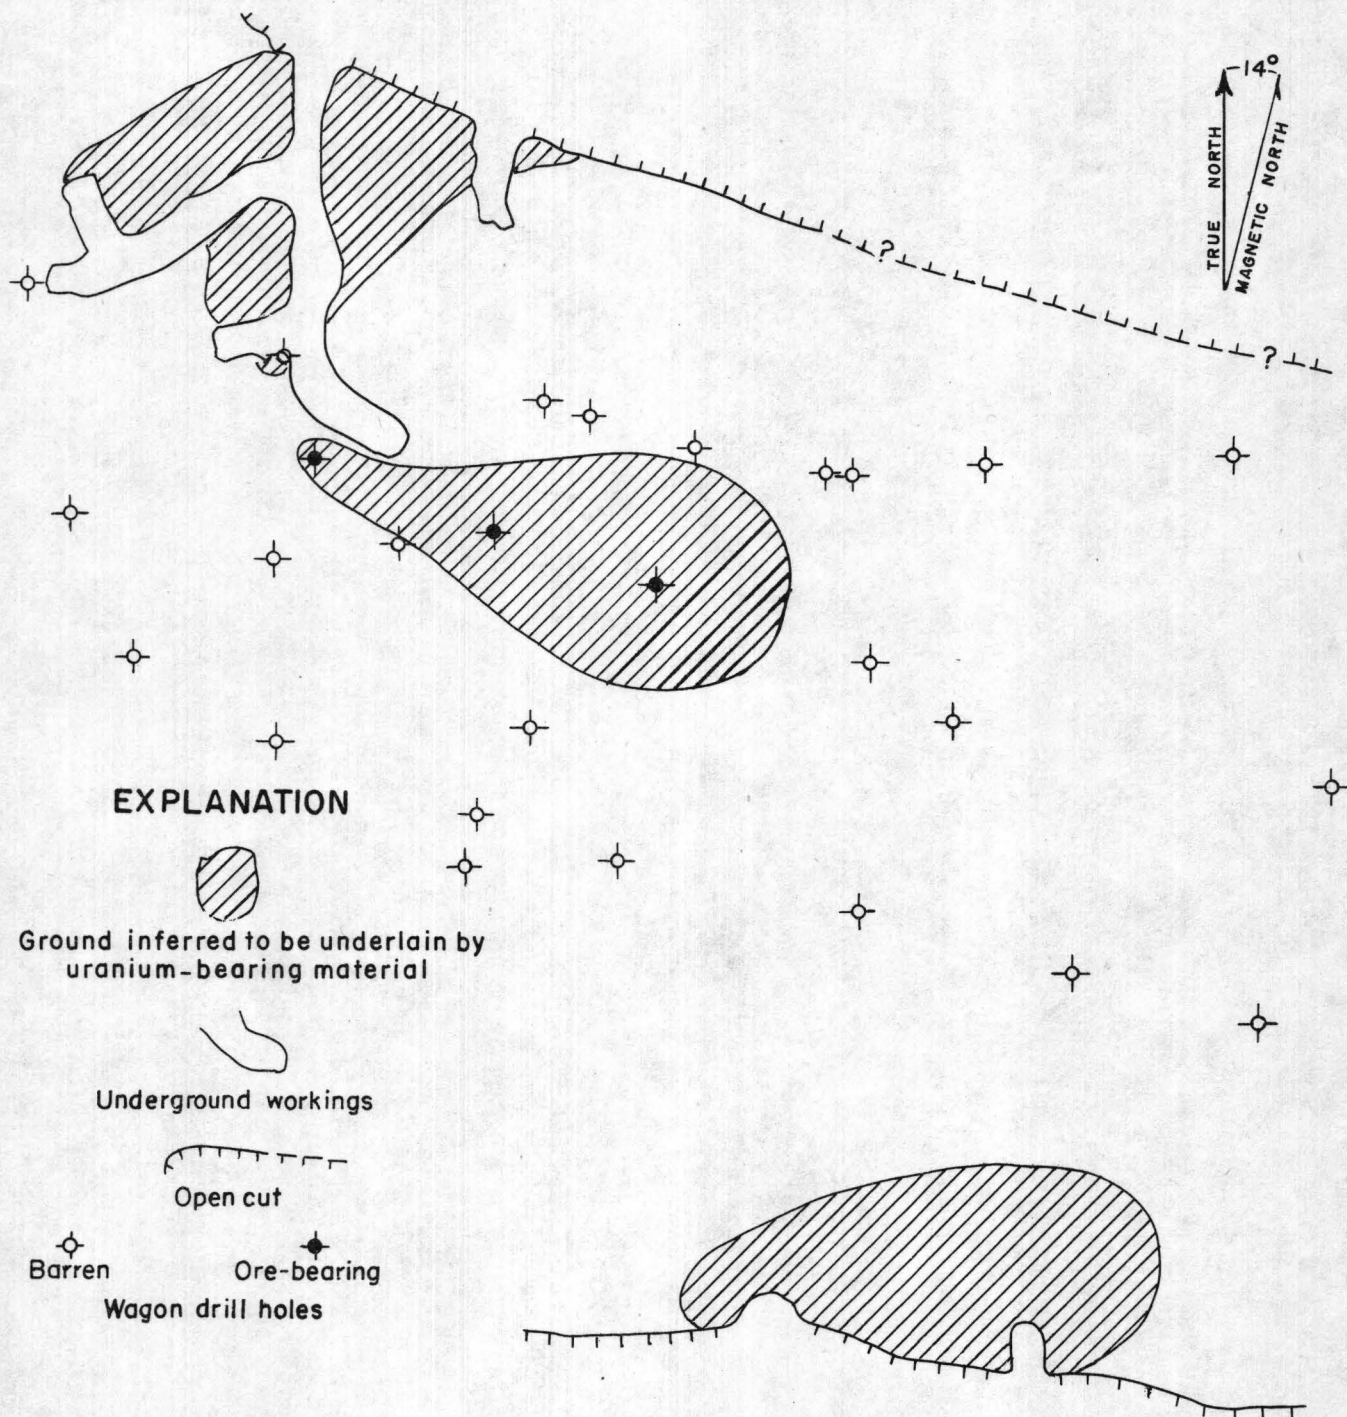 14°
TRUE NORTH
MAGNETIC NORTH
?
?
EXPLANATION
Ground inferred to be underlain by
uranium-bearing material
Underground workings
Open cut
Barren
Ore-bearing
Wagon drill holes